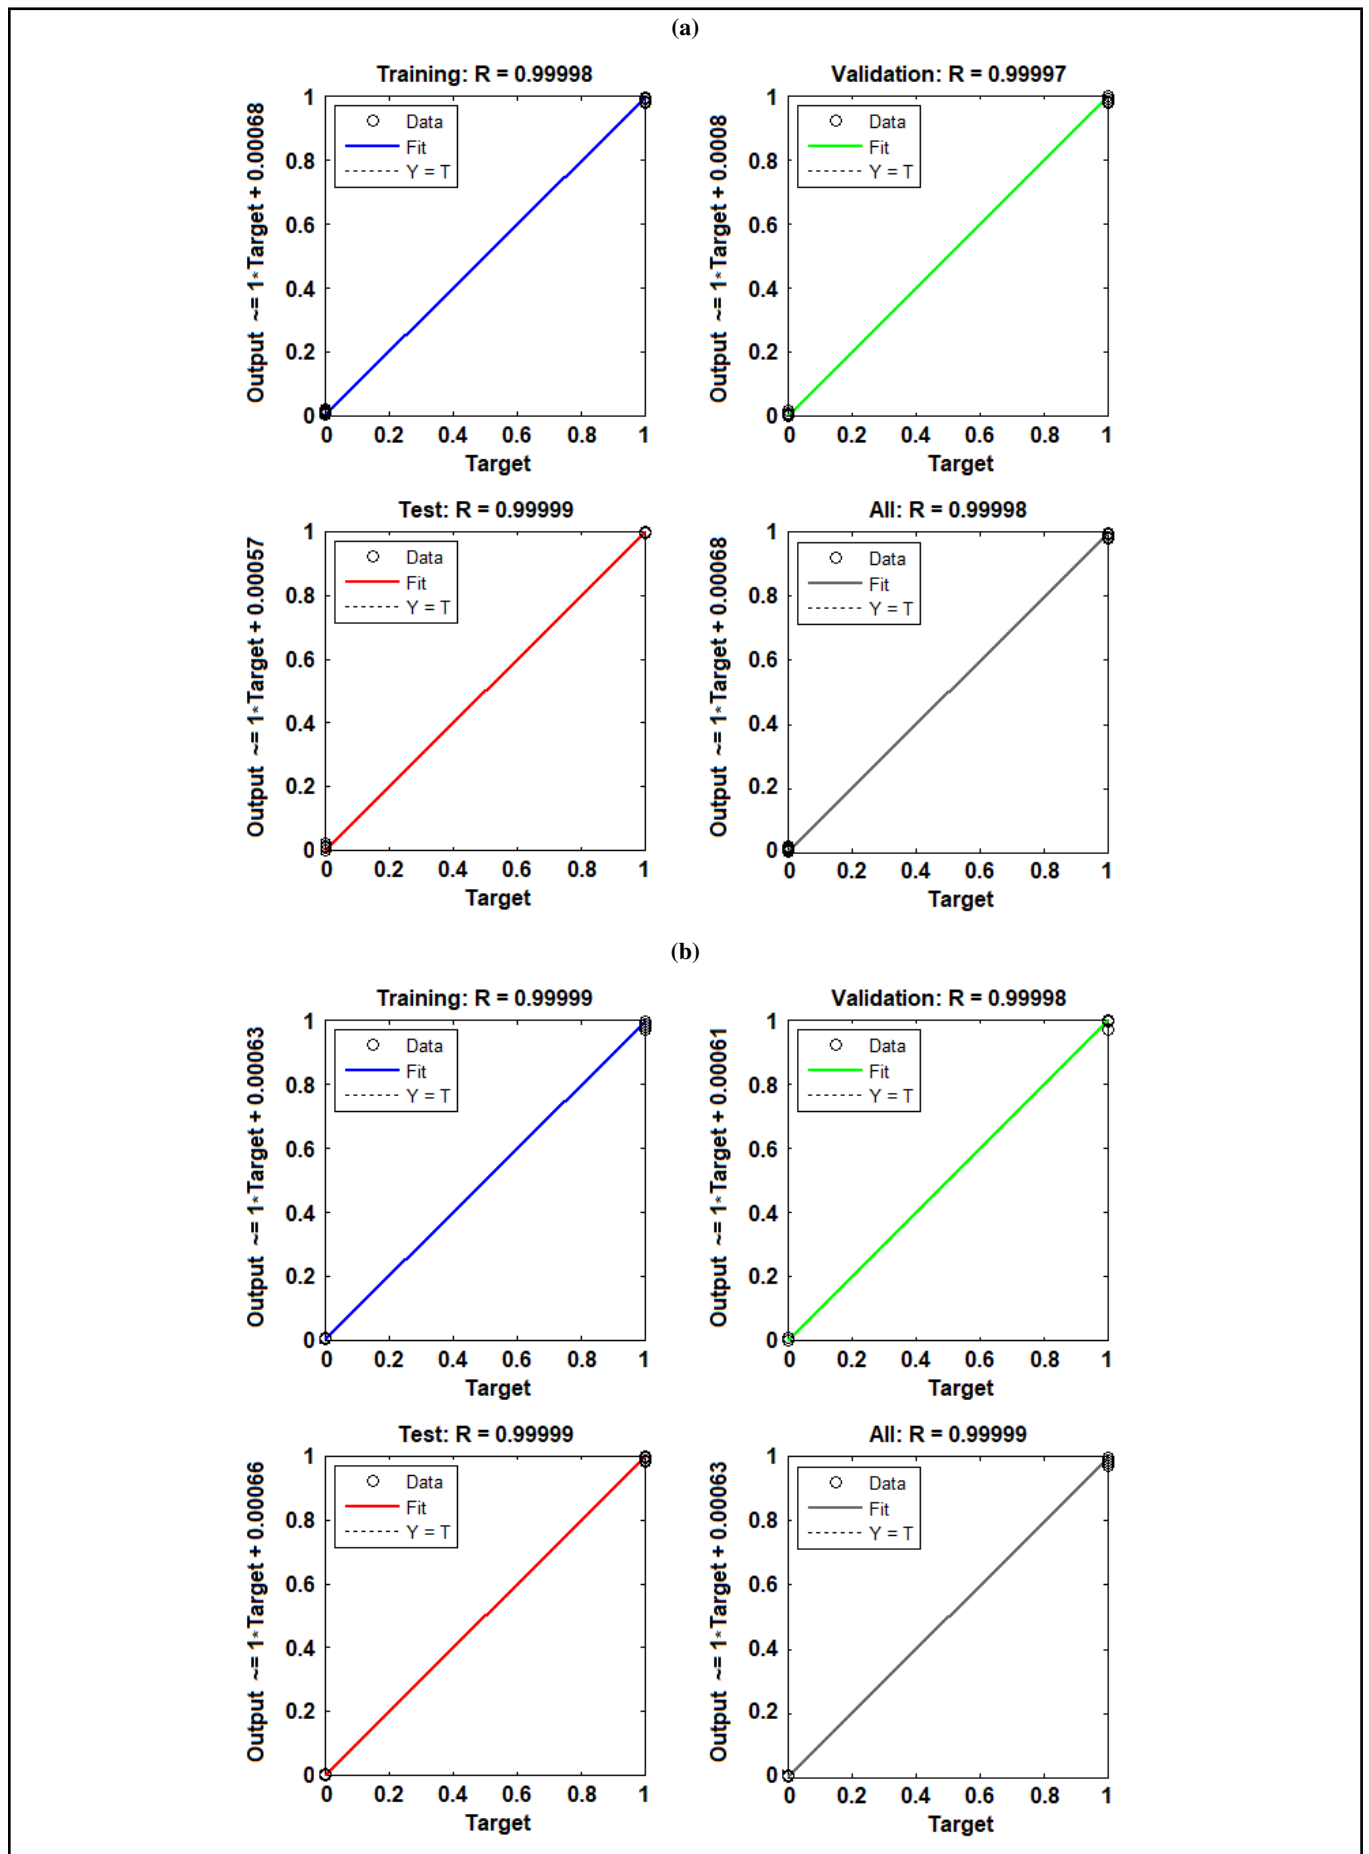 (a)
Training: R = 0.99998
Output ~= 1*Target + 0.00068
1
0.8
0.6
0.4
0.2
0
Data
Fit
Y = T
0 0.2 0.4 0.6 0.8 1
Target
Validation: R = 0.99997
Output ~= 1*Target + 0.0008
1
0.8
0.6
0.4
0.2
0
Data
Fit
Y = T
0 0.2 0.4 0.6 0.8 1
Target
Test: R = 0.99999
Output ~= 1*Target + 0.00057
1
0.8
0.6
0.4
0.2
0
Data
Fit
Y = T
0 0.2 0.4 0.6 0.8 1
Target
All: R = 0.99998
Output ~= 1*Target + 0.00068
1
0.8
0.6
0.4
0.2
0
Data
Fit
Y = T
0 0.2 0.4 0.6 0.8 1
Target
(b)
Training: R = 0.99999
Output ~= 1*Target + 0.00063
1
0.8
0.6
0.4
0.2
0
Data
Fit
Y = T
0 0.2 0.4 0.6 0.8 1
Target
Validation: R = 0.99998
Output ~= 1*Target + 0.00061
1
0.8
0.6
0.4
0.2
0
Data
Fit
Y = T
0 0.2 0.4 0.6 0.8 1
Target
Test: R = 0.99999
Output ~= 1*Target + 0.00066
1
0.8
0.6
0.4
0.2
0
Data
Fit
Y = T
0 0.2 0.4 0.6 0.8 1
Target
All: R = 0.99999
Output ~= 1*Target + 0.00063
1
0.8
0.6
0.4
0.2
0
Data
Fit
Y = T
0 0.2 0.4 0.6 0.8 1
Target